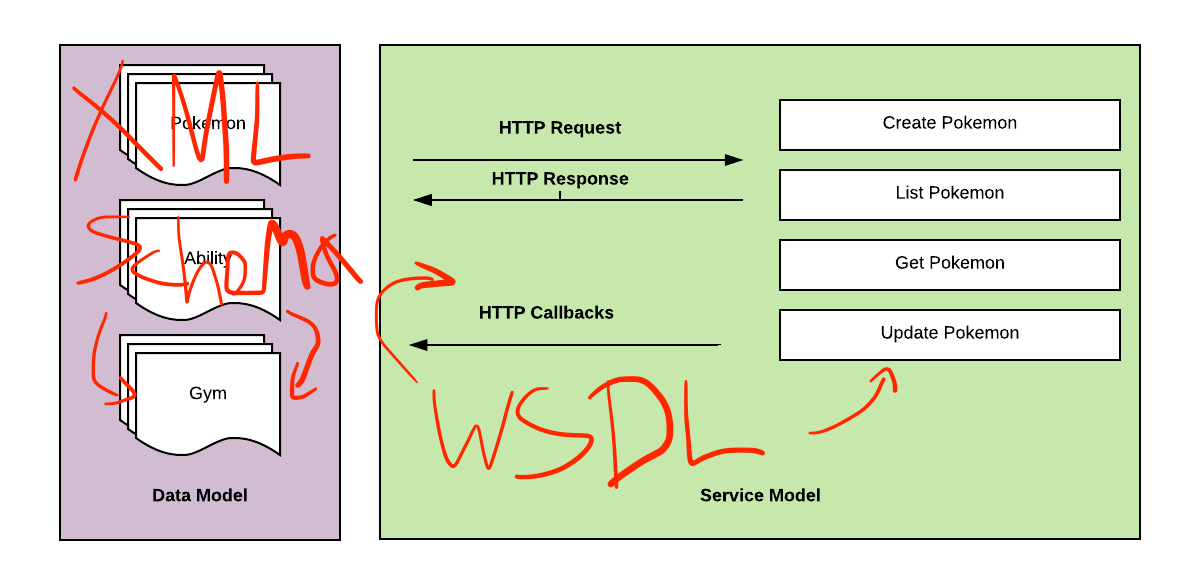 XML
Pokemon
Schema
Ability
Gym
Data Model
HTTP Request
HTTP Response
HTTP Callbacks
WSDL
Create Pokemon
List Pokemon
Get Pokemon
Update Pokemon
Service Model